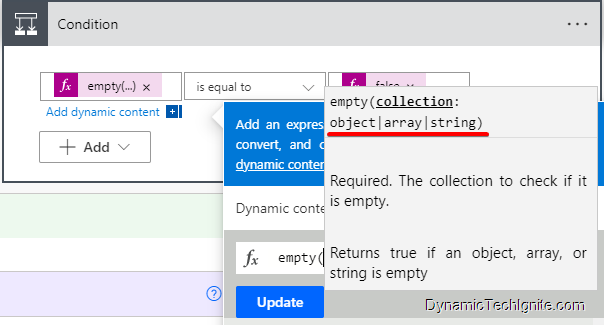 Condition
empty(...) ×
is equal to
false
Add dynamic content
Add
empty(collection:
object|array|string)
Add an expres
convert, and c
dynamic conten
Required. The collection to check if it
is empty.
Dynamic conte
Returns true if an object, array, or
string is empty
fx empty(
Update
DynamicTechIgnite.com